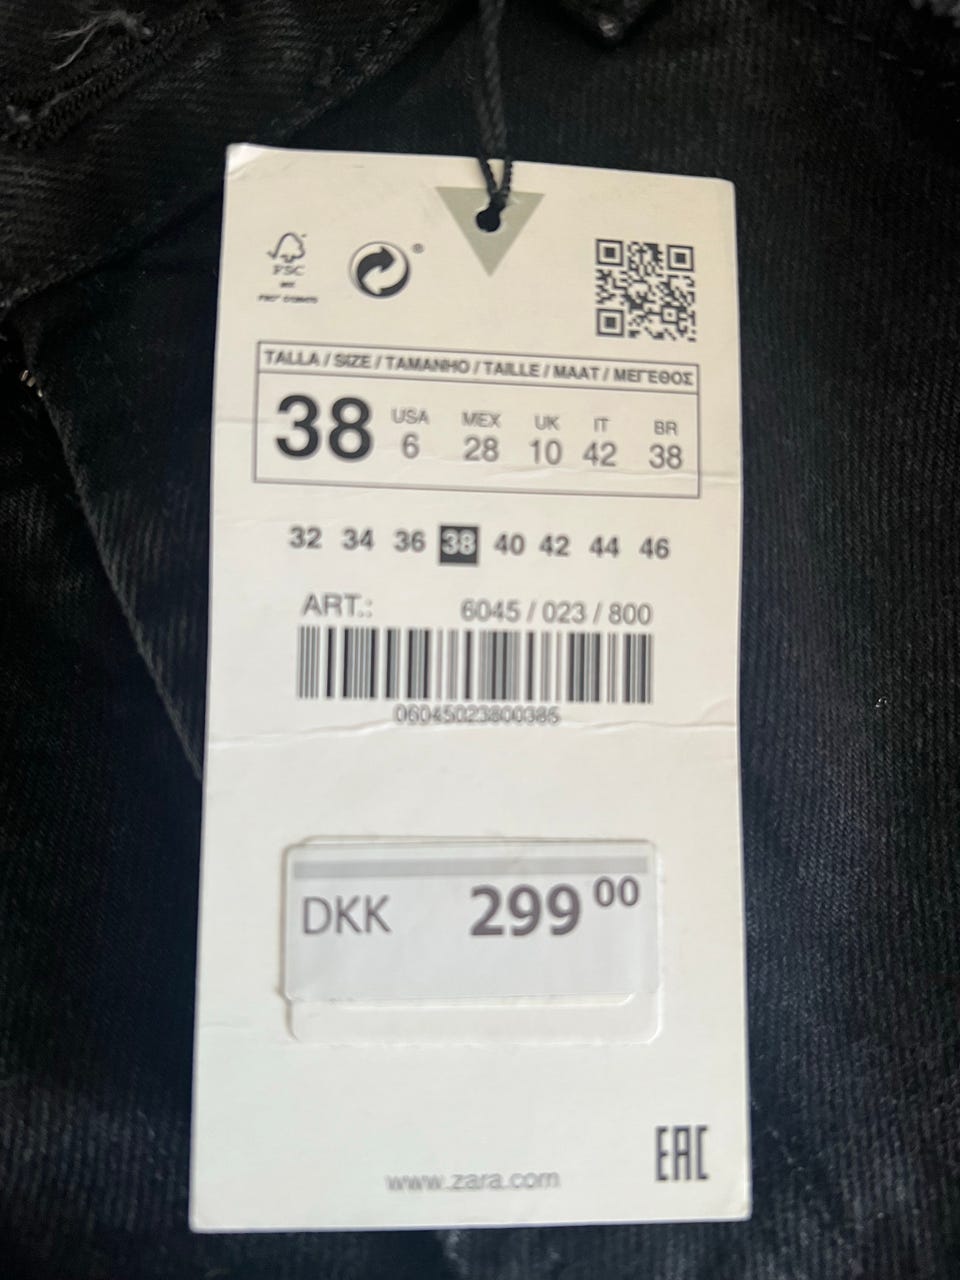 FSC
®
TALLA / SIZE / TAMANHO / TAILLE / MAAT / ΜΕΓΕΘΟΣ
38 USA 6 MEX 28 UK 10 IT 42 BR 38
32 34 36 38 40 42 44 46
ART.: 6045 / 023 / 800
06045023800386
DKK 299 00
www.zara.com
EAC